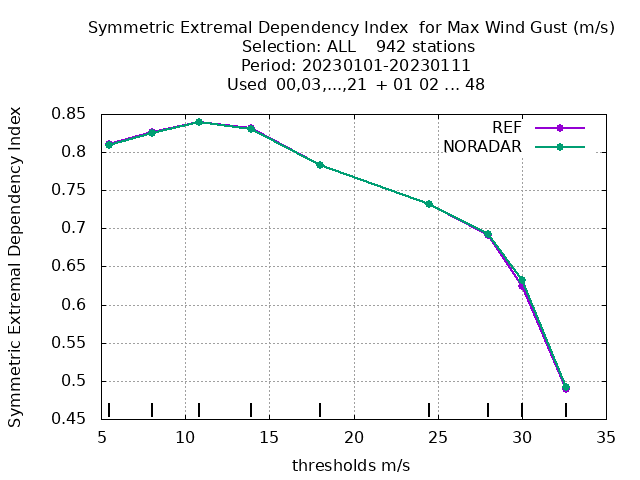 Symmetric Extremal Dependency Index  for Max Wind Gust (m/s)
Selection: ALL    942 stations
Period: 20230101-20230111
Used  00,03,...,21  + 01 02 ... 48
Symmetric Extremal Dependency Index
0.85
0.8
0.75
0.7
0.65
0.6
0.55
0.5
0.45
REF
NORADAR
5 10 15 20 25 30 35
thresholds m/s